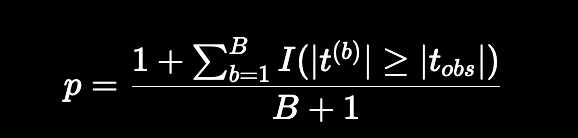 p = \frac{1 + \sum_{b=1}^{B} I(|t^{(b)}| \geq |t_{obs}|)}{B + 1}